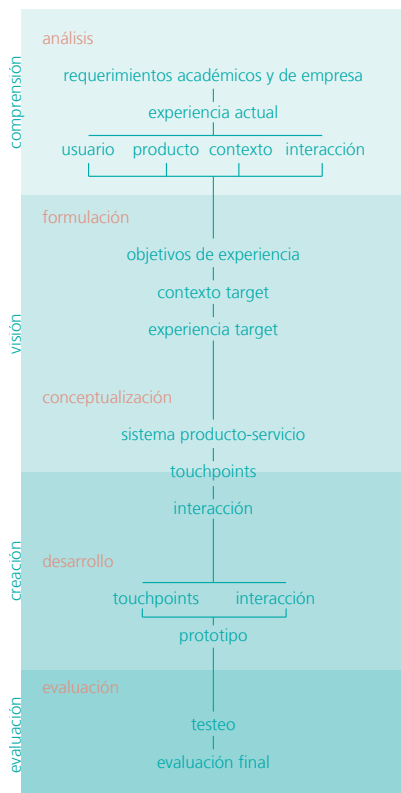 comprensión
análisis
requerimientos académicos y de empresa
experiencia actual
usuario producto contexto interacción
visión
formulación
objetivos de experiencia
contexto target
experiencia target
conceptualización
sistema producto-servicio
touchpoints
creación
interacción
desarrollo
touchpoints interacción
prototipo
evaluación
evaluación
testeo
evaluación final